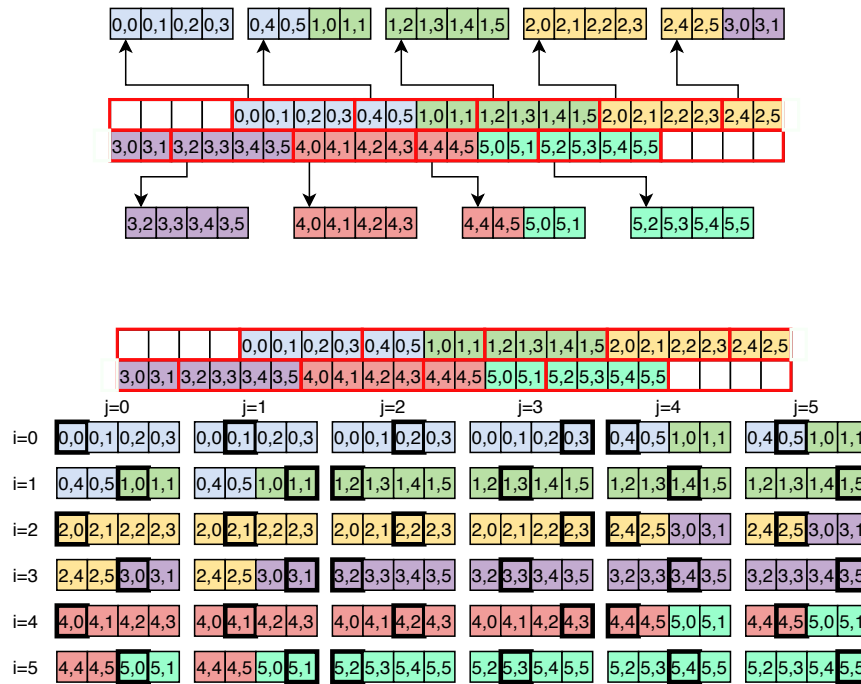 0,0 0,1 0,2 0,3 0,4 0,5 1,0 1,1 1,2 1,3 1,4 1,5 2,0 2,1 2,2 2,3 2,4 2,5 3,0 3,1
0,0 0,1 0,2 0,3 0,4 0,5 1,0 1,1 1,2 1,3 1,4 1,5 2,0 2,1 2,2 2,3 2,4 2,5
3,0 3,1 3,2 3,3 3,4 3,5 4,0 4,1 4,2 4,3 4,4 4,5 5,0 5,1 5,2 5,3 5,4 5,5
3,2 3,3 3,4 3,5 4,0 4,1 4,2 4,3 4,4 4,5 5,0 5,1 5,2 5,3 5,4 5,5
0,0 0,1 0,2 0,3 0,4 0,5 1,0 1,1 1,2 1,3 1,4 1,5 2,0 2,1 2,2 2,3 2,4 2,5
3,0 3,1 3,2 3,3 3,4 3,5 4,0 4,1 4,2 4,3 4,4 4,5 5,0 5,1 5,2 5,3 5,4 5,5
j=0 j=1 j=2 j=3 j=4 j=5
i=0 0,0 0,1 0,2 0,3 0,0 0,1 0,2 0,3 0,0 0,1 0,2 0,3 0,0 0,1 0,2 0,3 0,4 0,5 1,0 1,1 0,4 0,5 1,0 1,1
i=1 0,4 0,5 1,0 1,1 0,4 0,5 1,0 1,1 1,2 1,3 1,4 1,5 1,2 1,3 1,4 1,5 1,2 1,3 1,4 1,5 1,2 1,3 1,4 1,5
i=2 2,0 2,1 2,2 2,3 2,0 2,1 2,2 2,3 2,0 2,1 2,2 2,3 2,0 2,1 2,2 2,3 2,4 2,5 3,0 3,1 2,4 2,5 3,0 3,1
i=3 2,4 2,5 3,0 3,1 2,4 2,5 3,0 3,1 3,2 3,3 3,4 3,5 3,2 3,3 3,4 3,5 3,2 3,3 3,4 3,5 3,2 3,3 3,4 3,5
i=4 4,0 4,1 4,2 4,3 4,0 4,1 4,2 4,3 4,0 4,1 4,2 4,3 4,0 4,1 4,2 4,3 4,4 4,5 5,0 5,1 4,4 4,5 5,0 5,1
i=5 4,4 4,5 5,0 5,1 4,4 4,5 5,0 5,1 5,2 5,3 5,4 5,5 5,2 5,3 5,4 5,5 5,2 5,3 5,4 5,5 5,2 5,3 5,4 5,5